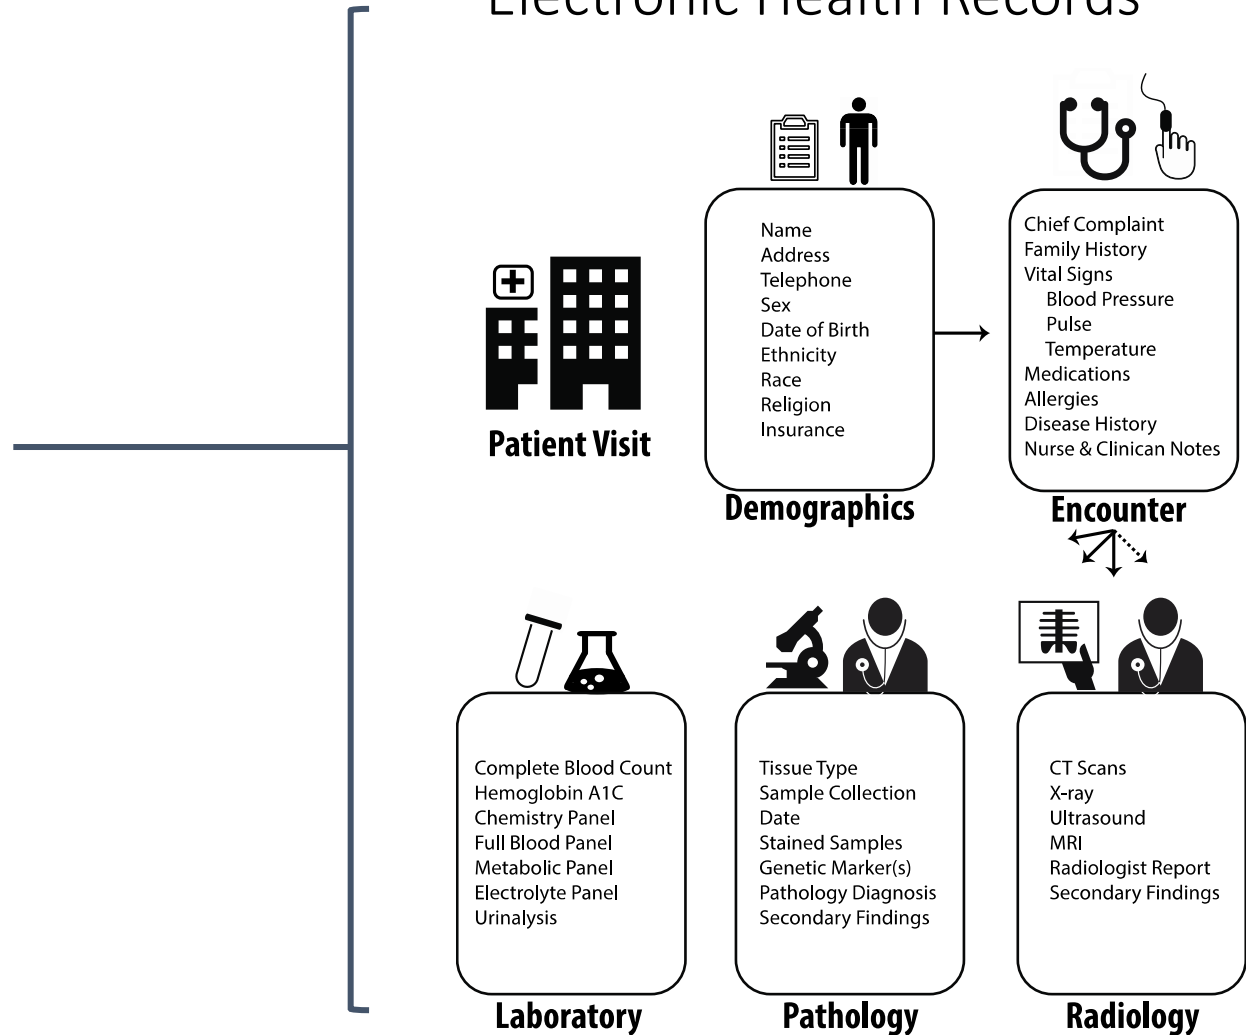 Electronic Health Records
Patient Visit
Name
Address
Telephone
Sex
Date of Birth
Ethnicity
Race
Religion
Insurance
Demographics
Chief Complaint
Family History
Vital Signs
Blood Pressure
Pulse
Temperature
Medications
Allergies
Disease History
Nurse & Clinican Notes
Encounter
Complete Blood Count
Hemoglobin A1C
Chemistry Panel
Full Blood Panel
Metabolic Panel
Electrolyte Panel
Urinalysis
Laboratory
Tissue Type
Sample Collection
Date
Stained Samples
Genetic Marker(s)
Pathology Diagnosis
Secondary Findings
Pathology
CT Scans
X-ray
Ultrasound
MRI
Radiologist Report
Secondary Findings
Radiology